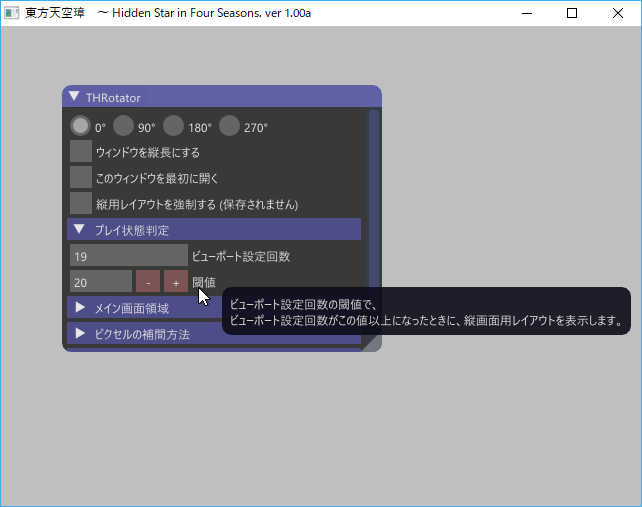 東方天空璋　～ Hidden Star in Four Seasons. ver 1.00a
THRotator
0° 90° 180° 270°
ウィンドウを縦長にする
このウィンドウを最初に開く
縦用レイアウトを強制する (保存されません)
プレイ状態判定
19 ビューポート設定回数
20 - + 閾値
ビューポート設定回数の閾値で、
ビューポート設定回数がこの値以上になったときに、縦画面用レイアウトを表示します。
メイン画面領域
ピクセルの補間方法